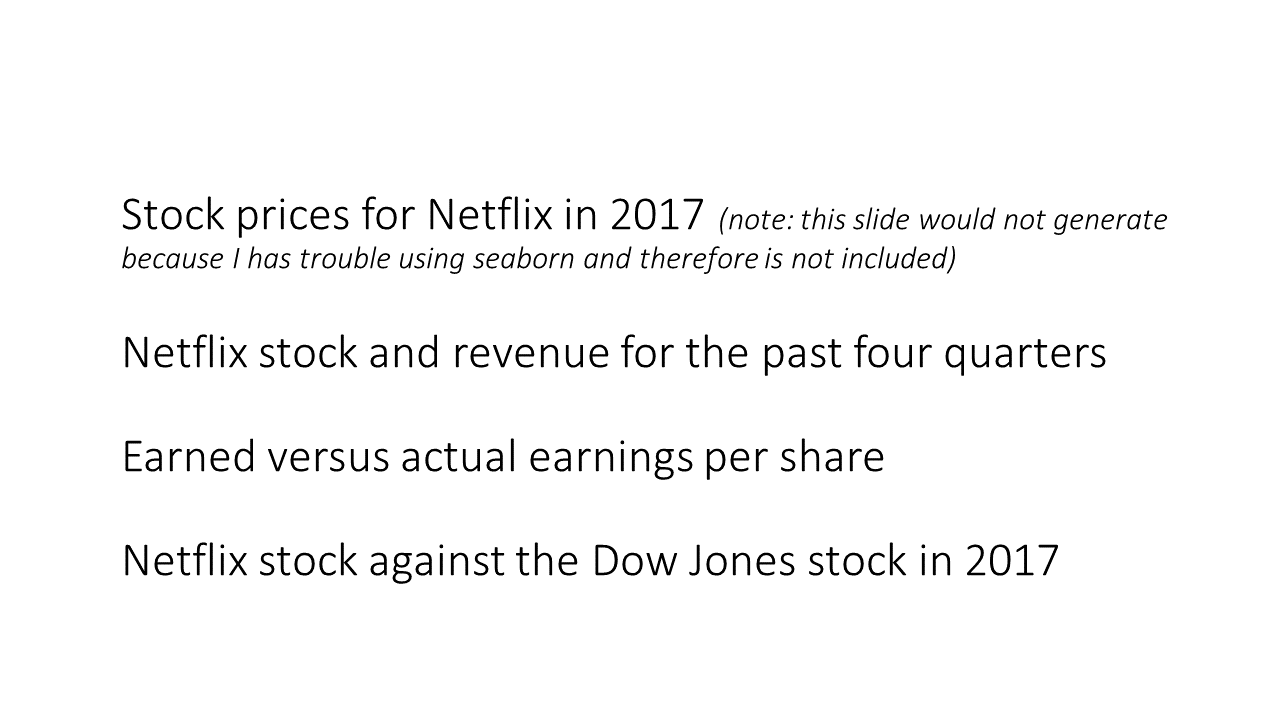 Stock prices for Netflix in 2017 (note: this slide would not generate
because I has trouble using seaborn and therefore is not included)
Netflix stock and revenue for the past four quarters
Earned versus actual earnings per share
Netflix stock against the Dow Jones stock in 2017